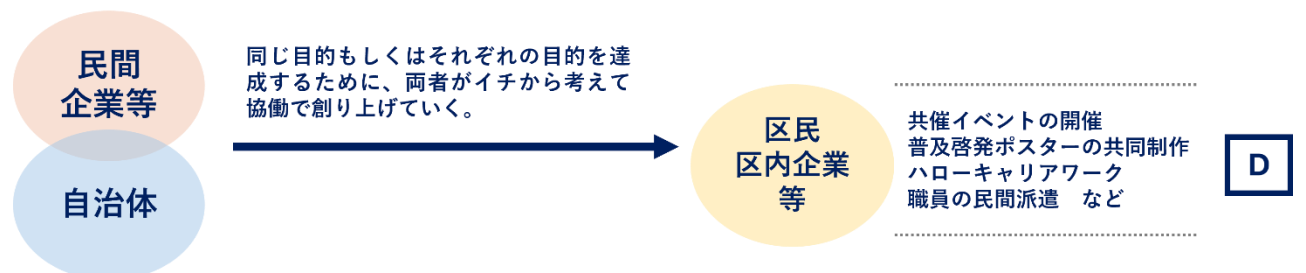 民間
企業等
自治体
同じ目的もしくはそれぞれの目的を達
成するために、両者がイチから考えて
協働で創り上げていく。
区民
区内企業
等
共催イベントの開催
普及啓発ポスターの共同制作
ハローキャリアワーク
職員の民間派遣　など
D